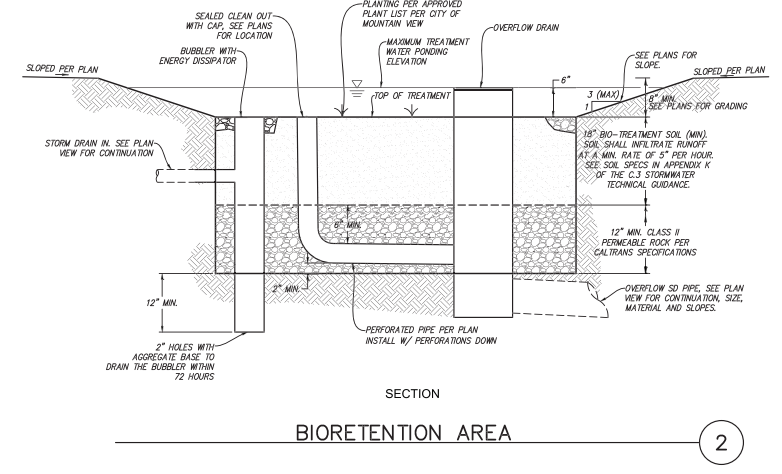 PLANTING PER APPROVED
PLANT LIST PER CITY OF
MOUNTAIN VIEW
SEALED CLEAN OUT
WITH CAP, SEE PLANS
FOR LOCATION
OVERFLOW DRAIN
MAXIMUM TREATMENT
WATER PONDING
ELEVATION
BUBBLER WITH
ENERGY DISSIPATOR
SEE PLANS FOR
SLOPE.
SLOPED PER PLAN
SLOPED PER PLAN
6"
TOP OF TREATMENT
3 (MAX)
1
8" MIN.
SEE PLANS FOR GRADING
STORM DRAIN IN. SEE PLAN
VIEW FOR CONTINUATION
18" BIO-TREATMENT SOIL (MIN).
SOIL SHALL INFILTRATE RUNOFF
AT A MIN. RATE OF 5" PER HOUR.
SEE SOIL SPECS IN APPENDIX K
OF THE C.3 STORMWATER
TECHNICAL GUIDANCE.
6" MIN.
12" MIN. CLASS II
PERMEABLE ROCK PER
CALTRANS SPECIFICATIONS
2" MIN.
12" MIN.
OVERFLOW SD PIPE, SEE PLAN
VIEW FOR CONTINUATION, SIZE,
MATERIAL AND SLOPES.
PERFORATED PIPE PER PLAN
INSTALL W/ PERFORATIONS DOWN
2" HOLES WITH
AGGREGATE BASE TO
DRAIN THE BUBBLER WITHIN
72 HOURS
SECTION
BIORETENTION AREA
2